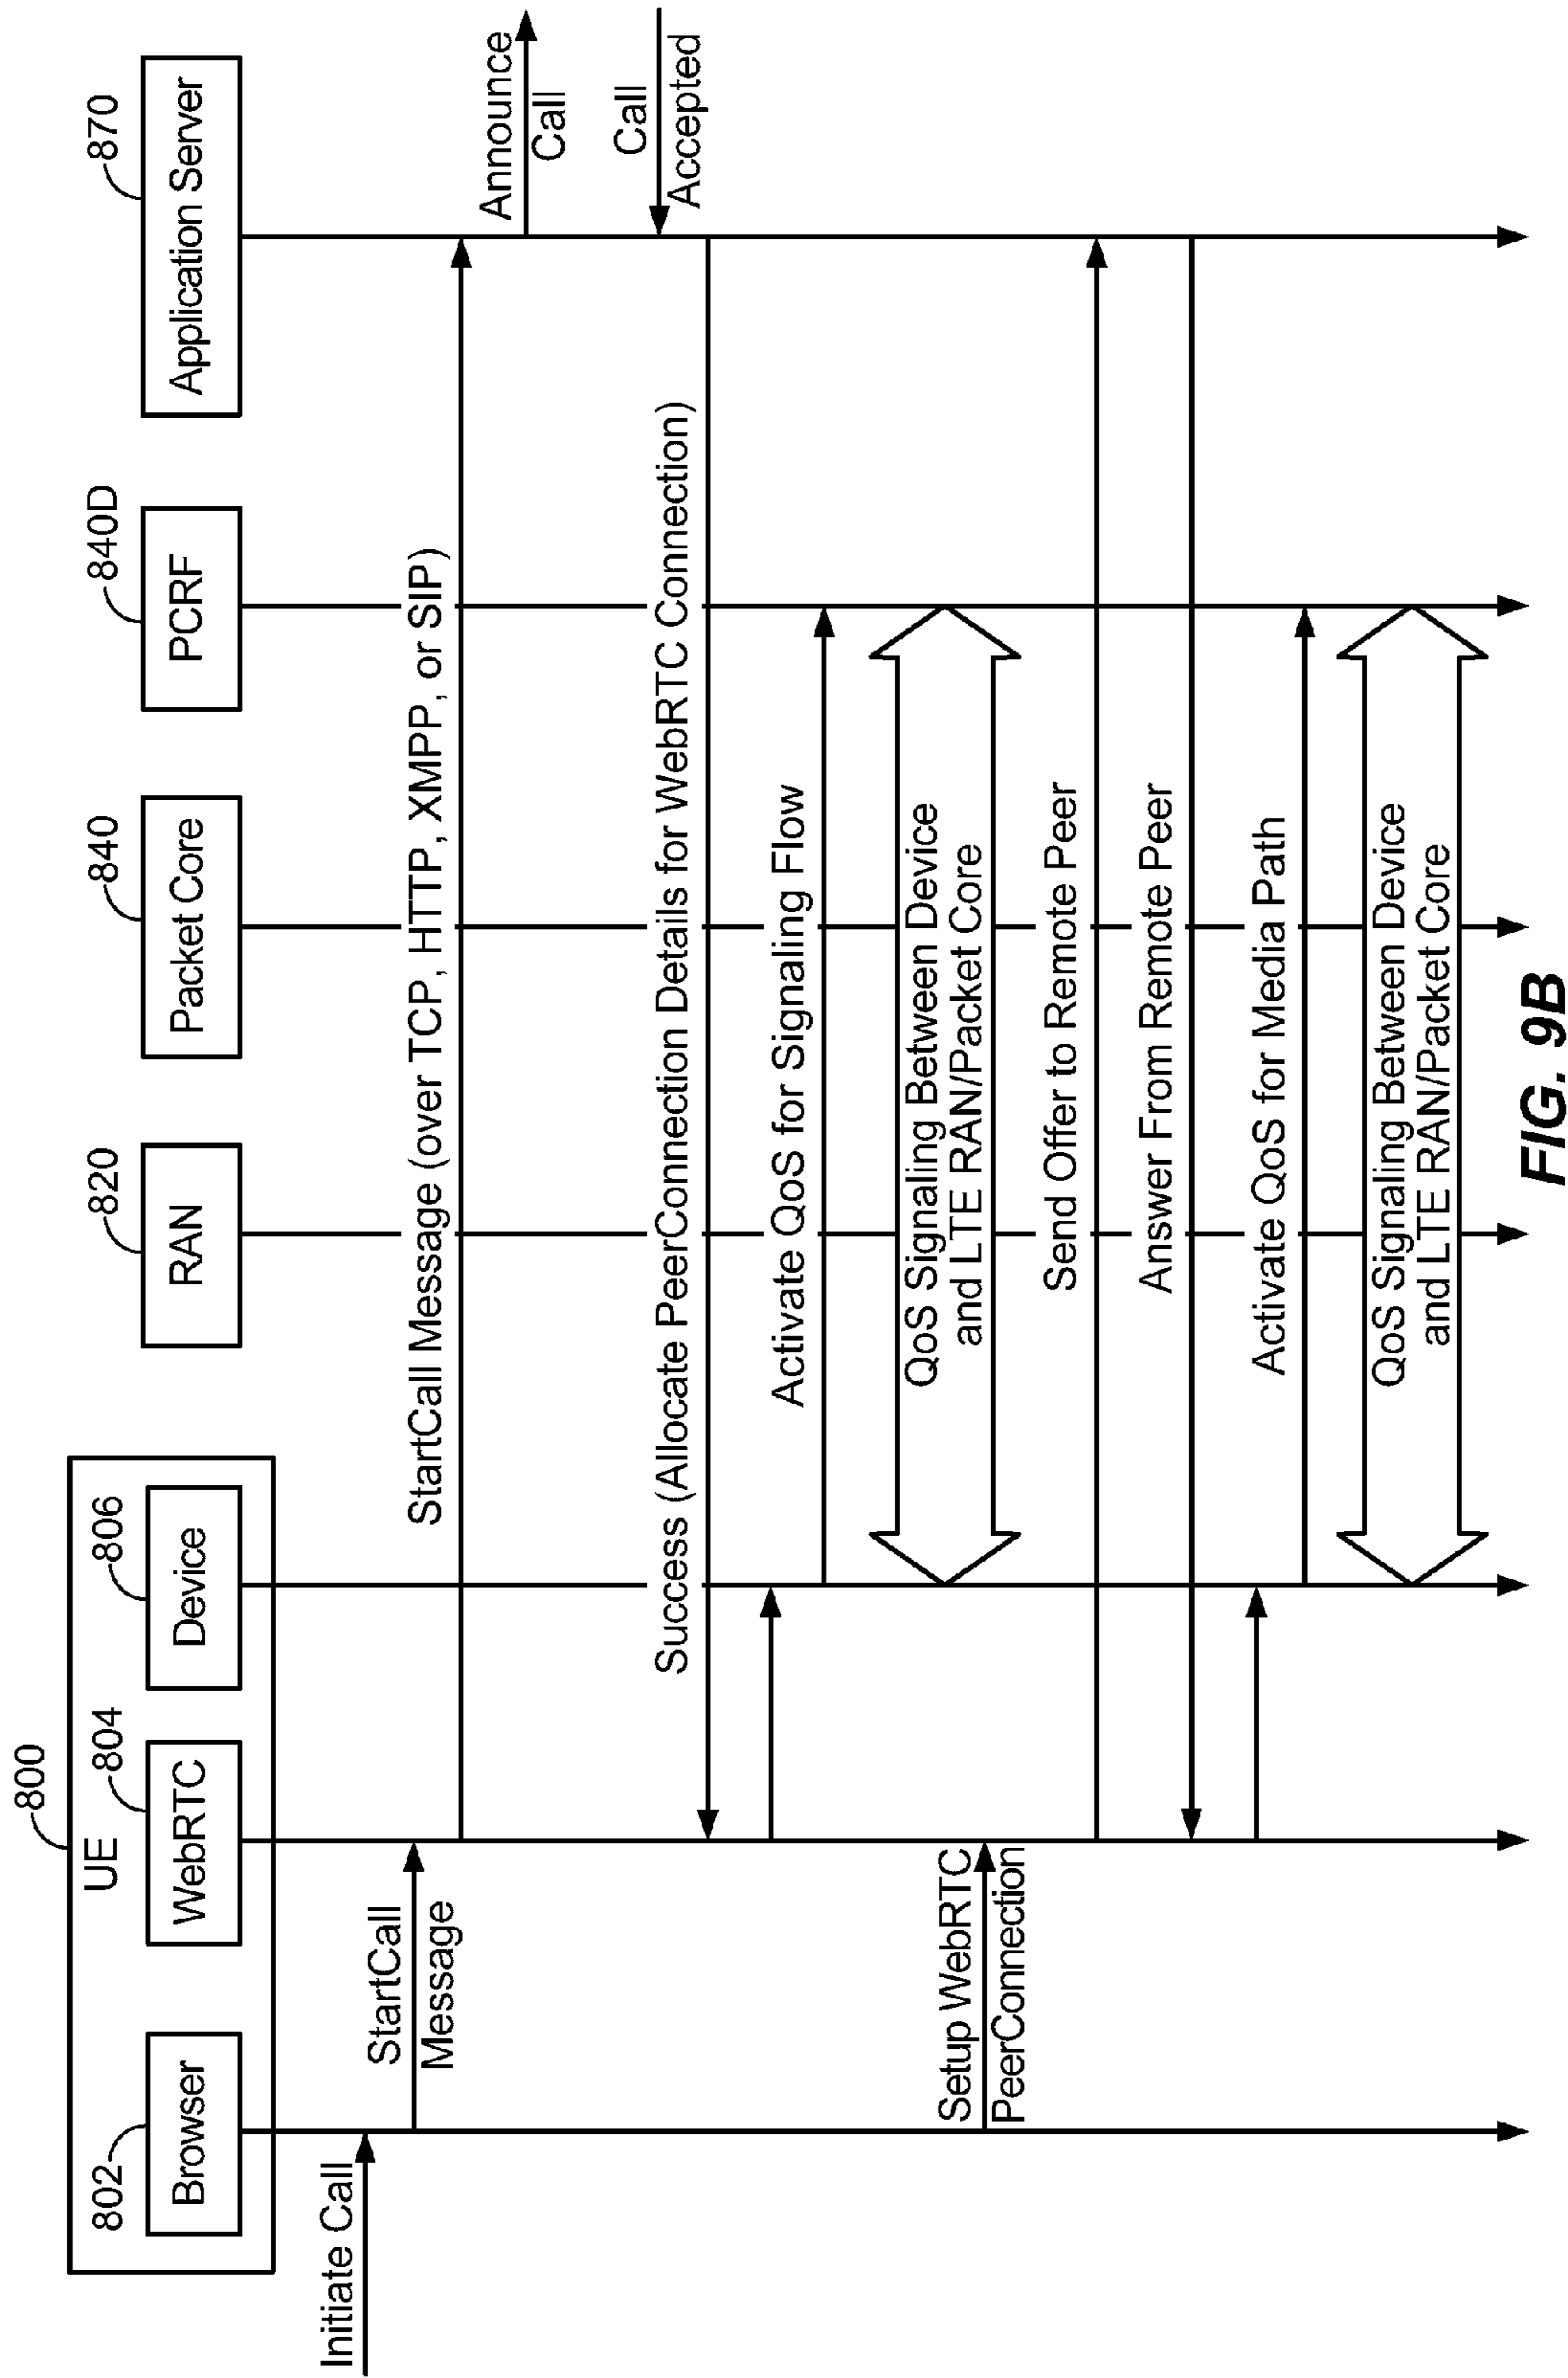 800
UE
802
Browser
804
WebRTC
806
Device
820
RAN
840
Packet Core
840D
PCRF
870
Application Server
Initiate Call
StartCall
Message
StartCall Message (over TCP, HTTP, XMPP, or SIP)
Announce
Call
Call
Accepted
Success (Allocate PeerConnection Details for WebRTC Connection)
Activate QoS for Signaling Flow
QoS Signaling Between Device
and LTE RAN/Packet Core
Setup WebRTC
PeerConnection
Send Offer to Remote Peer
Answer From Remote Peer
Activate QoS for Media Path
QoS Signaling Between Device
and LTE RAN/Packet Core
FIG. 9B